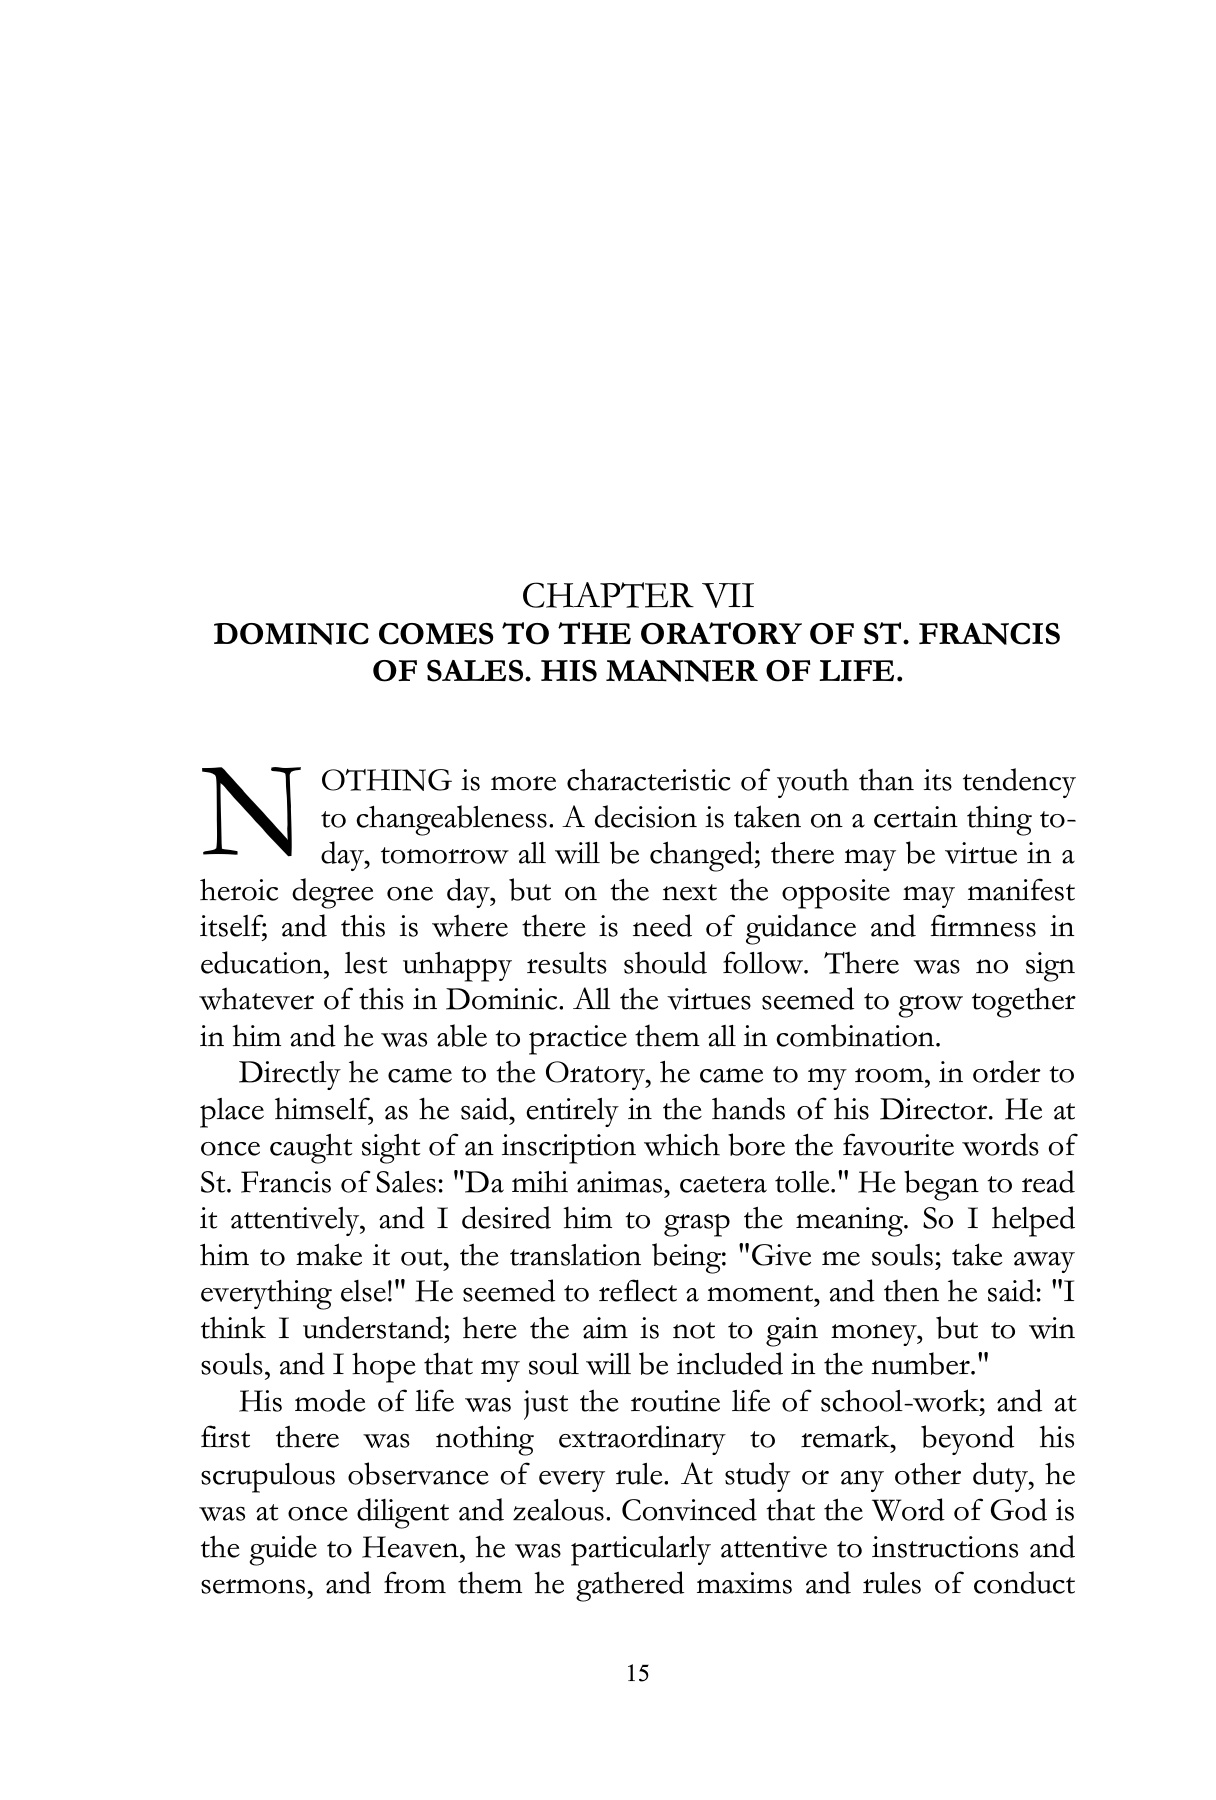 CHAPTER VII
DOMINIC COMES TO THE ORATORY OF ST. FRANCIS
OF SALES. HIS MANNER OF LIFE.
NOTHING is more characteristic of youth than its tendency
to changeableness. A decision is taken on a certain thing to-
day, tomorrow all will be changed; there may be virtue in a
heroic degree one day, but on the next the opposite may manifest
itself; and this is where there is need of guidance and firmness in
education, lest unhappy results should follow. There was no sign
whatever of this in Dominic. All the virtues seemed to grow together
in him and he was able to practice them all in combination.
Directly he came to the Oratory, he came to my room, in order to
place himself, as he said, entirely in the hands of his Director. He at
once caught sight of an inscription which bore the favourite words of
St. Francis of Sales: "Da mihi animas, caetera tolle." He began to read
it attentively, and I desired him to grasp the meaning. So I helped
him to make it out, the translation being: "Give me souls; take away
everything else!" He seemed to reflect a moment, and then he said: "I
think I understand; here the aim is not to gain money, but to win
souls, and I hope that my soul will be included in the number."
His mode of life was just the routine life of school-work; and at
first there was nothing extraordinary to remark, beyond his
scrupulous observance of every rule. At study or any other duty, he
was at once diligent and zealous. Convinced that the Word of God is
the guide to Heaven, he was particularly attentive to instructions and
sermons, and from them he gathered maxims and rules of conduct
15